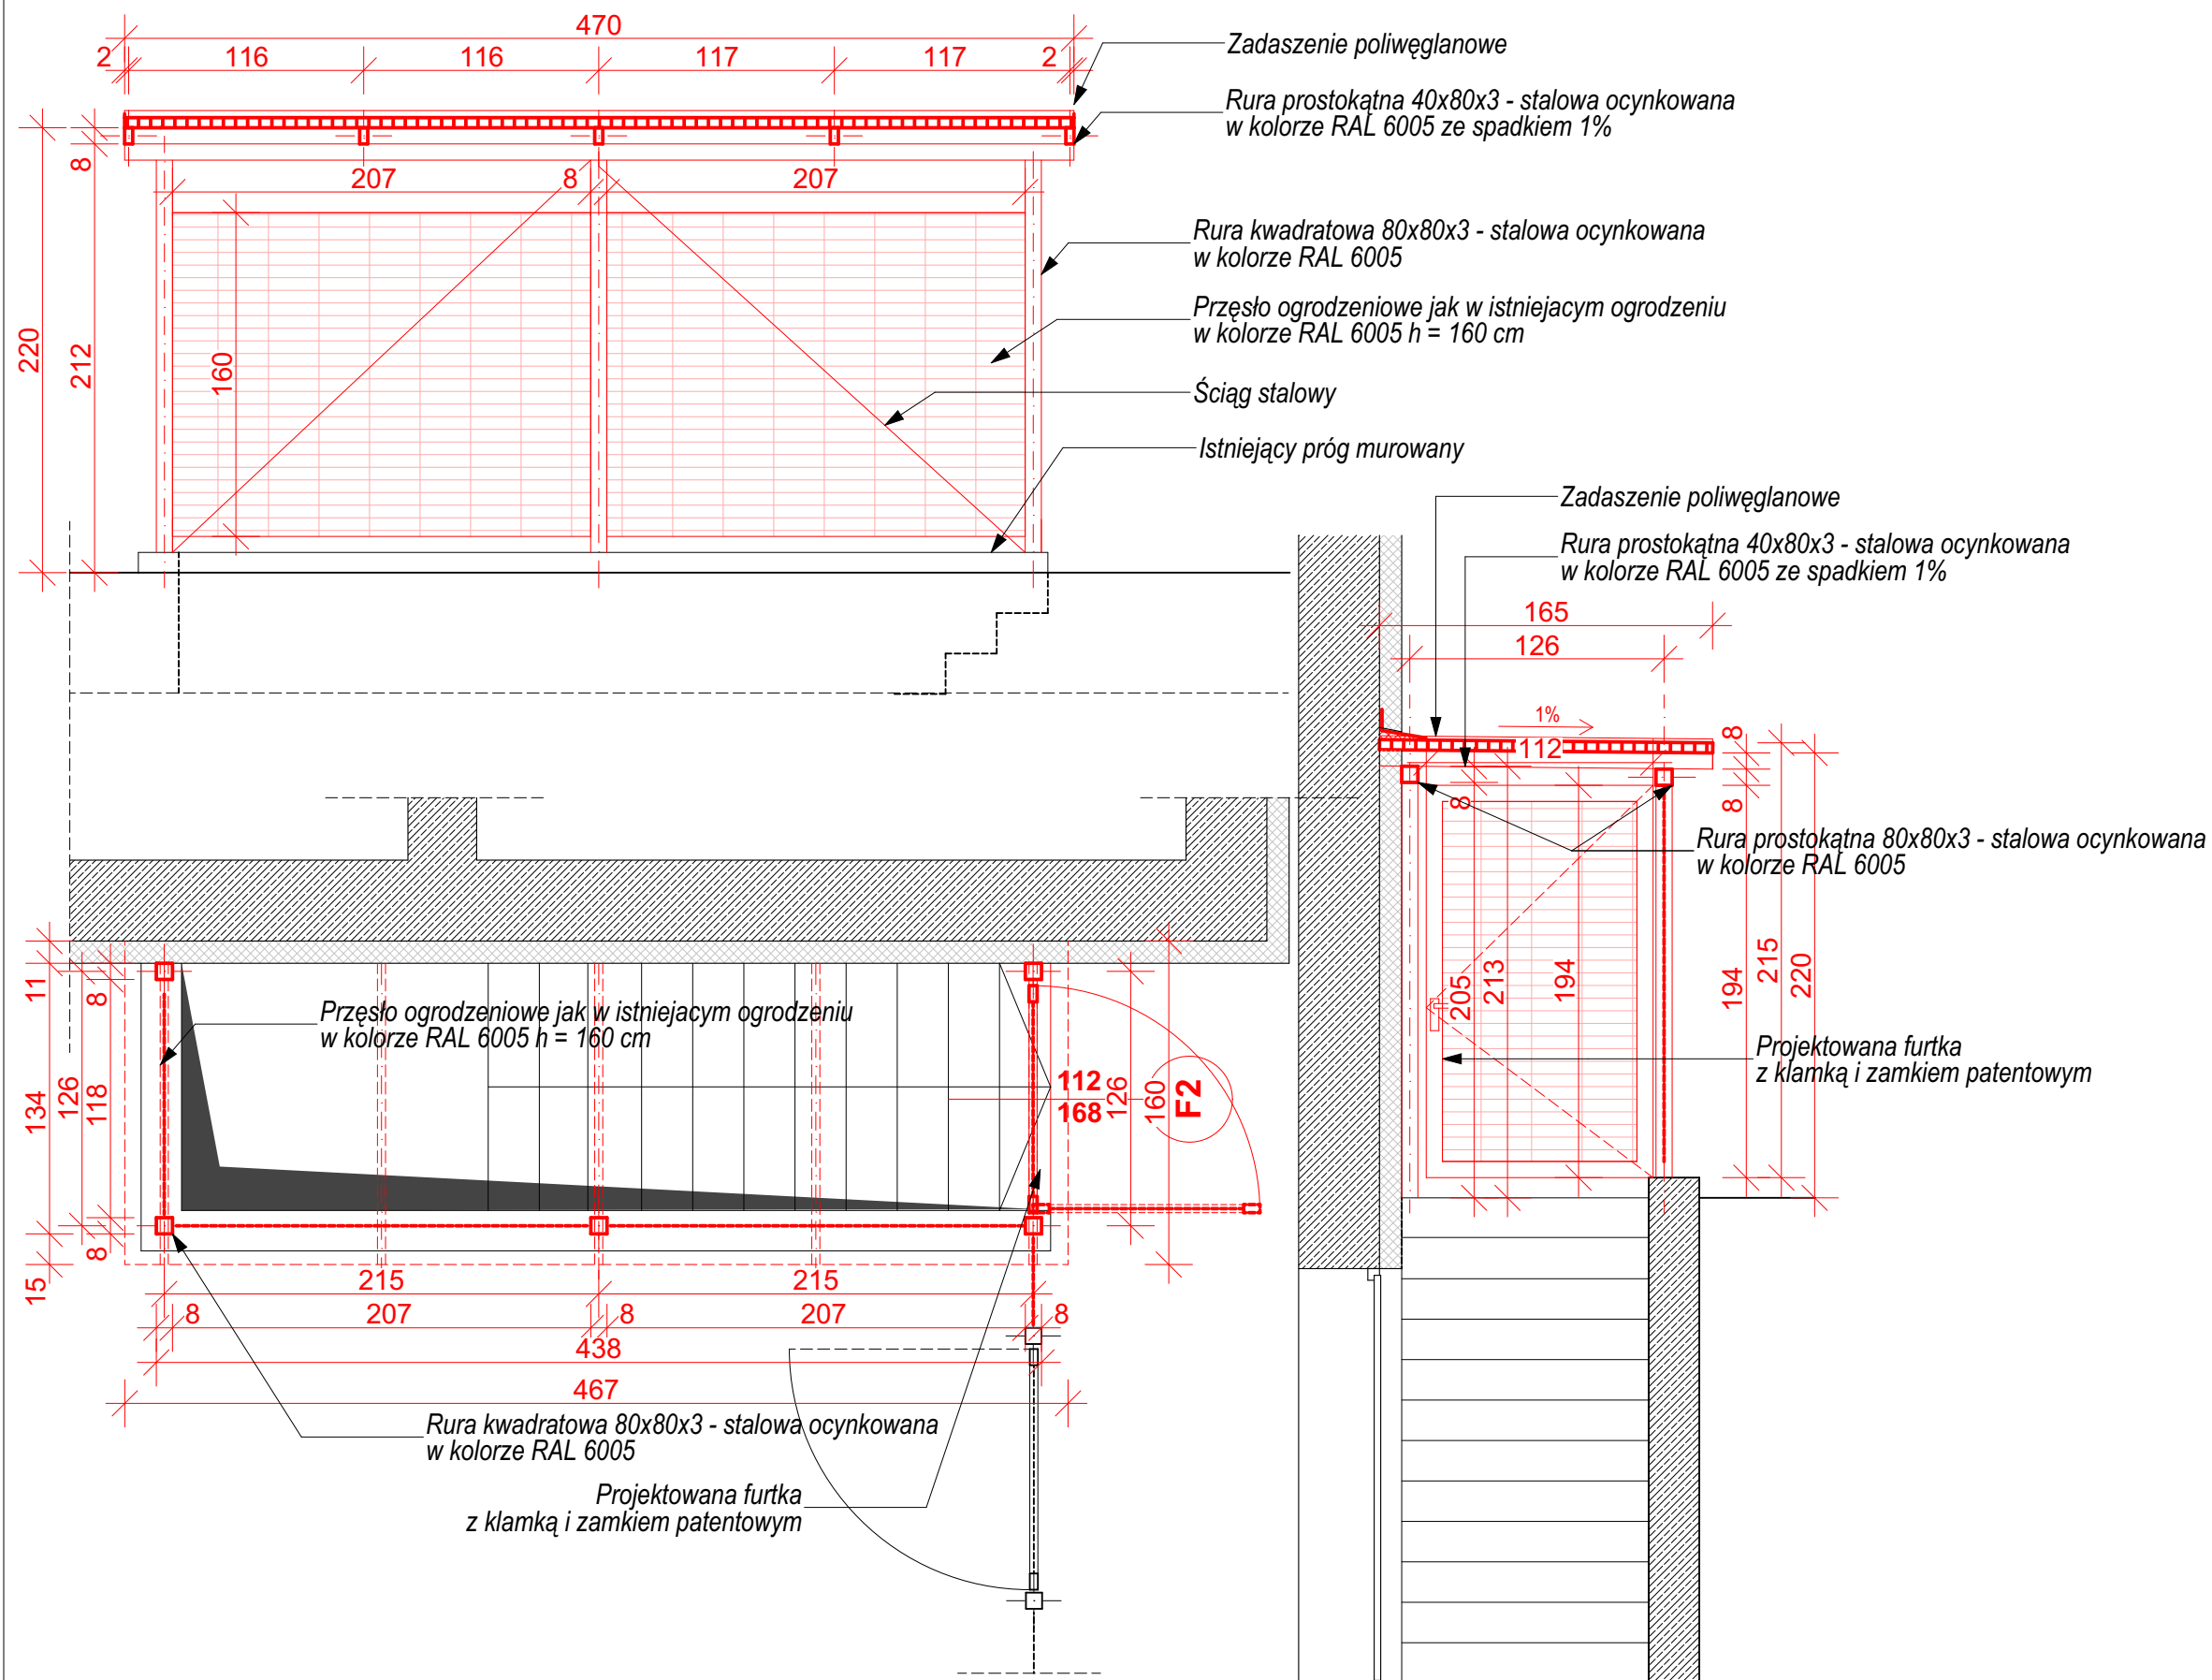 470
2
116
116
117
117
2
Zadaszenie poliwęglanowe
Rura prostokątna 40x80x3 - stalowa ocynkowana
w kolorze RAL 6005 ze spadkiem 1%
8
207
8
207
220
212
160
Rura kwadratowa 80x80x3 - stalowa ocynkowana
w kolorze RAL 6005
Przęsło ogrodzeniowe jak w istniejacym ogrodzeniu
w kolorze RAL 6005 h = 160 cm
Ściąg stalowy
Istniejący próg murowany
Zadaszenie poliwęglanowe
Rura prostokątna 40x80x3 - stalowa ocynkowana
w kolorze RAL 6005 ze spadkiem 1%
165
126
1%
112
8
8
8
Rura prostokątna 80x80x3 - stalowa ocynkowana
w kolorze RAL 6005
205
213
194
194
215
220
Projektowana furtka
z klamką i zamkiem patentowym
11
8
134
126
118
8
15
Przęsło ogrodzeniowe jak w istniejacym ogrodzeniu
w kolorze RAL 6005 h = 160 cm
112
168
126
160
F2
215
215
8
207
8
207
8
438
467
Rura kwadratowa 80x80x3 - stalowa ocynkowana
w kolorze RAL 6005
Projektowana furtka
z klamką i zamkiem patentowym